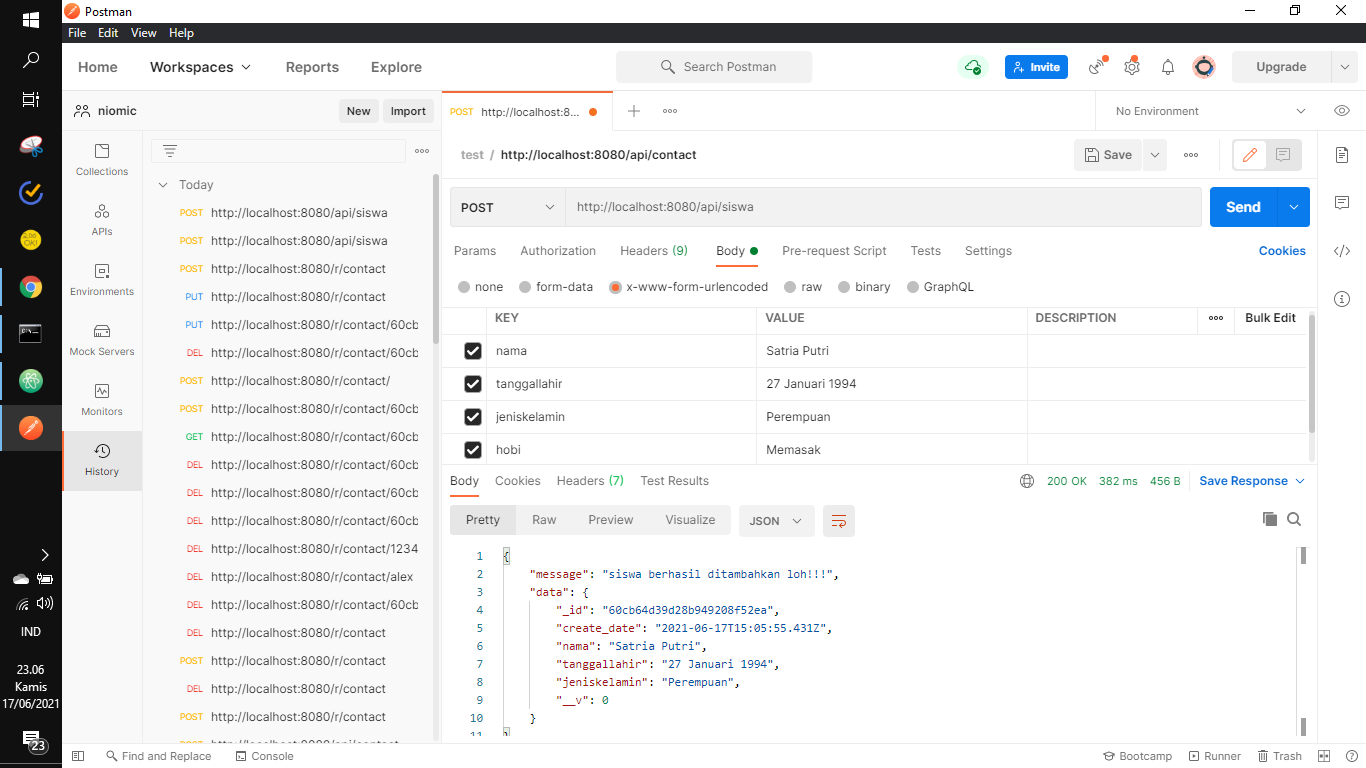 Postman
File Edit View Help
Home Workspaces Reports Explore Search Postman Invite Upgrade
niomic New Import
POST http://localhost:8... No Environment
Collections
APIs
Environments
Mock Servers
Monitors
History
Today
POST http://localhost:8080/api/siswa
POST http://localhost:8080/api/siswa
POST http://localhost:8080/r/contact
PUT http://localhost:8080/r/contact
PUT http://localhost:8080/r/contact/60cb
DEL http://localhost:8080/r/contact/60cb
POST http://localhost:8080/r/contact/
POST http://localhost:8080/r/contact/60cb
GET http://localhost:8080/r/contact/60cb
DEL http://localhost:8080/r/contact/60cb
DEL http://localhost:8080/r/contact/60cb
DEL http://localhost:8080/r/contact/60cb
DEL http://localhost:8080/r/contact/1234
DEL http://localhost:8080/r/contact/alex
DEL http://localhost:8080/r/contact/60cb
DEL http://localhost:8080/r/contact
POST http://localhost:8080/r/contact
DEL http://localhost:8080/r/contact
POST http://localhost:8080/r/contact
POST http://localhost:8080/api/contact
test / http://localhost:8080/api/contact Save
POST http://localhost:8080/api/siswa Send
Params Authorization Headers (9) Body Pre-request Script Tests Settings Cookies
none form-data x-www-form-urlencoded raw binary GraphQL
KEY VALUE DESCRIPTION Bulk Edit
nama Satria Putri
tanggallahir 27 Januari 1994
jeniskelamin Perempuan
hobi Memasak
Body Cookies Headers (7) Test Results 200 OK 382 ms 456 B Save Response
Pretty Raw Preview Visualize JSON
1 {
2 "message": "siswa berhasil ditambahkan loh!!!",
3 "data": {
4 "_id": "60cb64d39d28b949208f52ea",
5 "create_date": "2021-06-17T15:05:55.431Z",
6 "nama": "Satria Putri",
7 "tanggallahir": "27 Januari 1994",
8 "jeniskelamin": "Perempuan",
9 "__v": 0
10 }
11 }
Find and Replace Console Bootcamp Runner Trash
IND
23.06
Kamis
17/06/2021
23